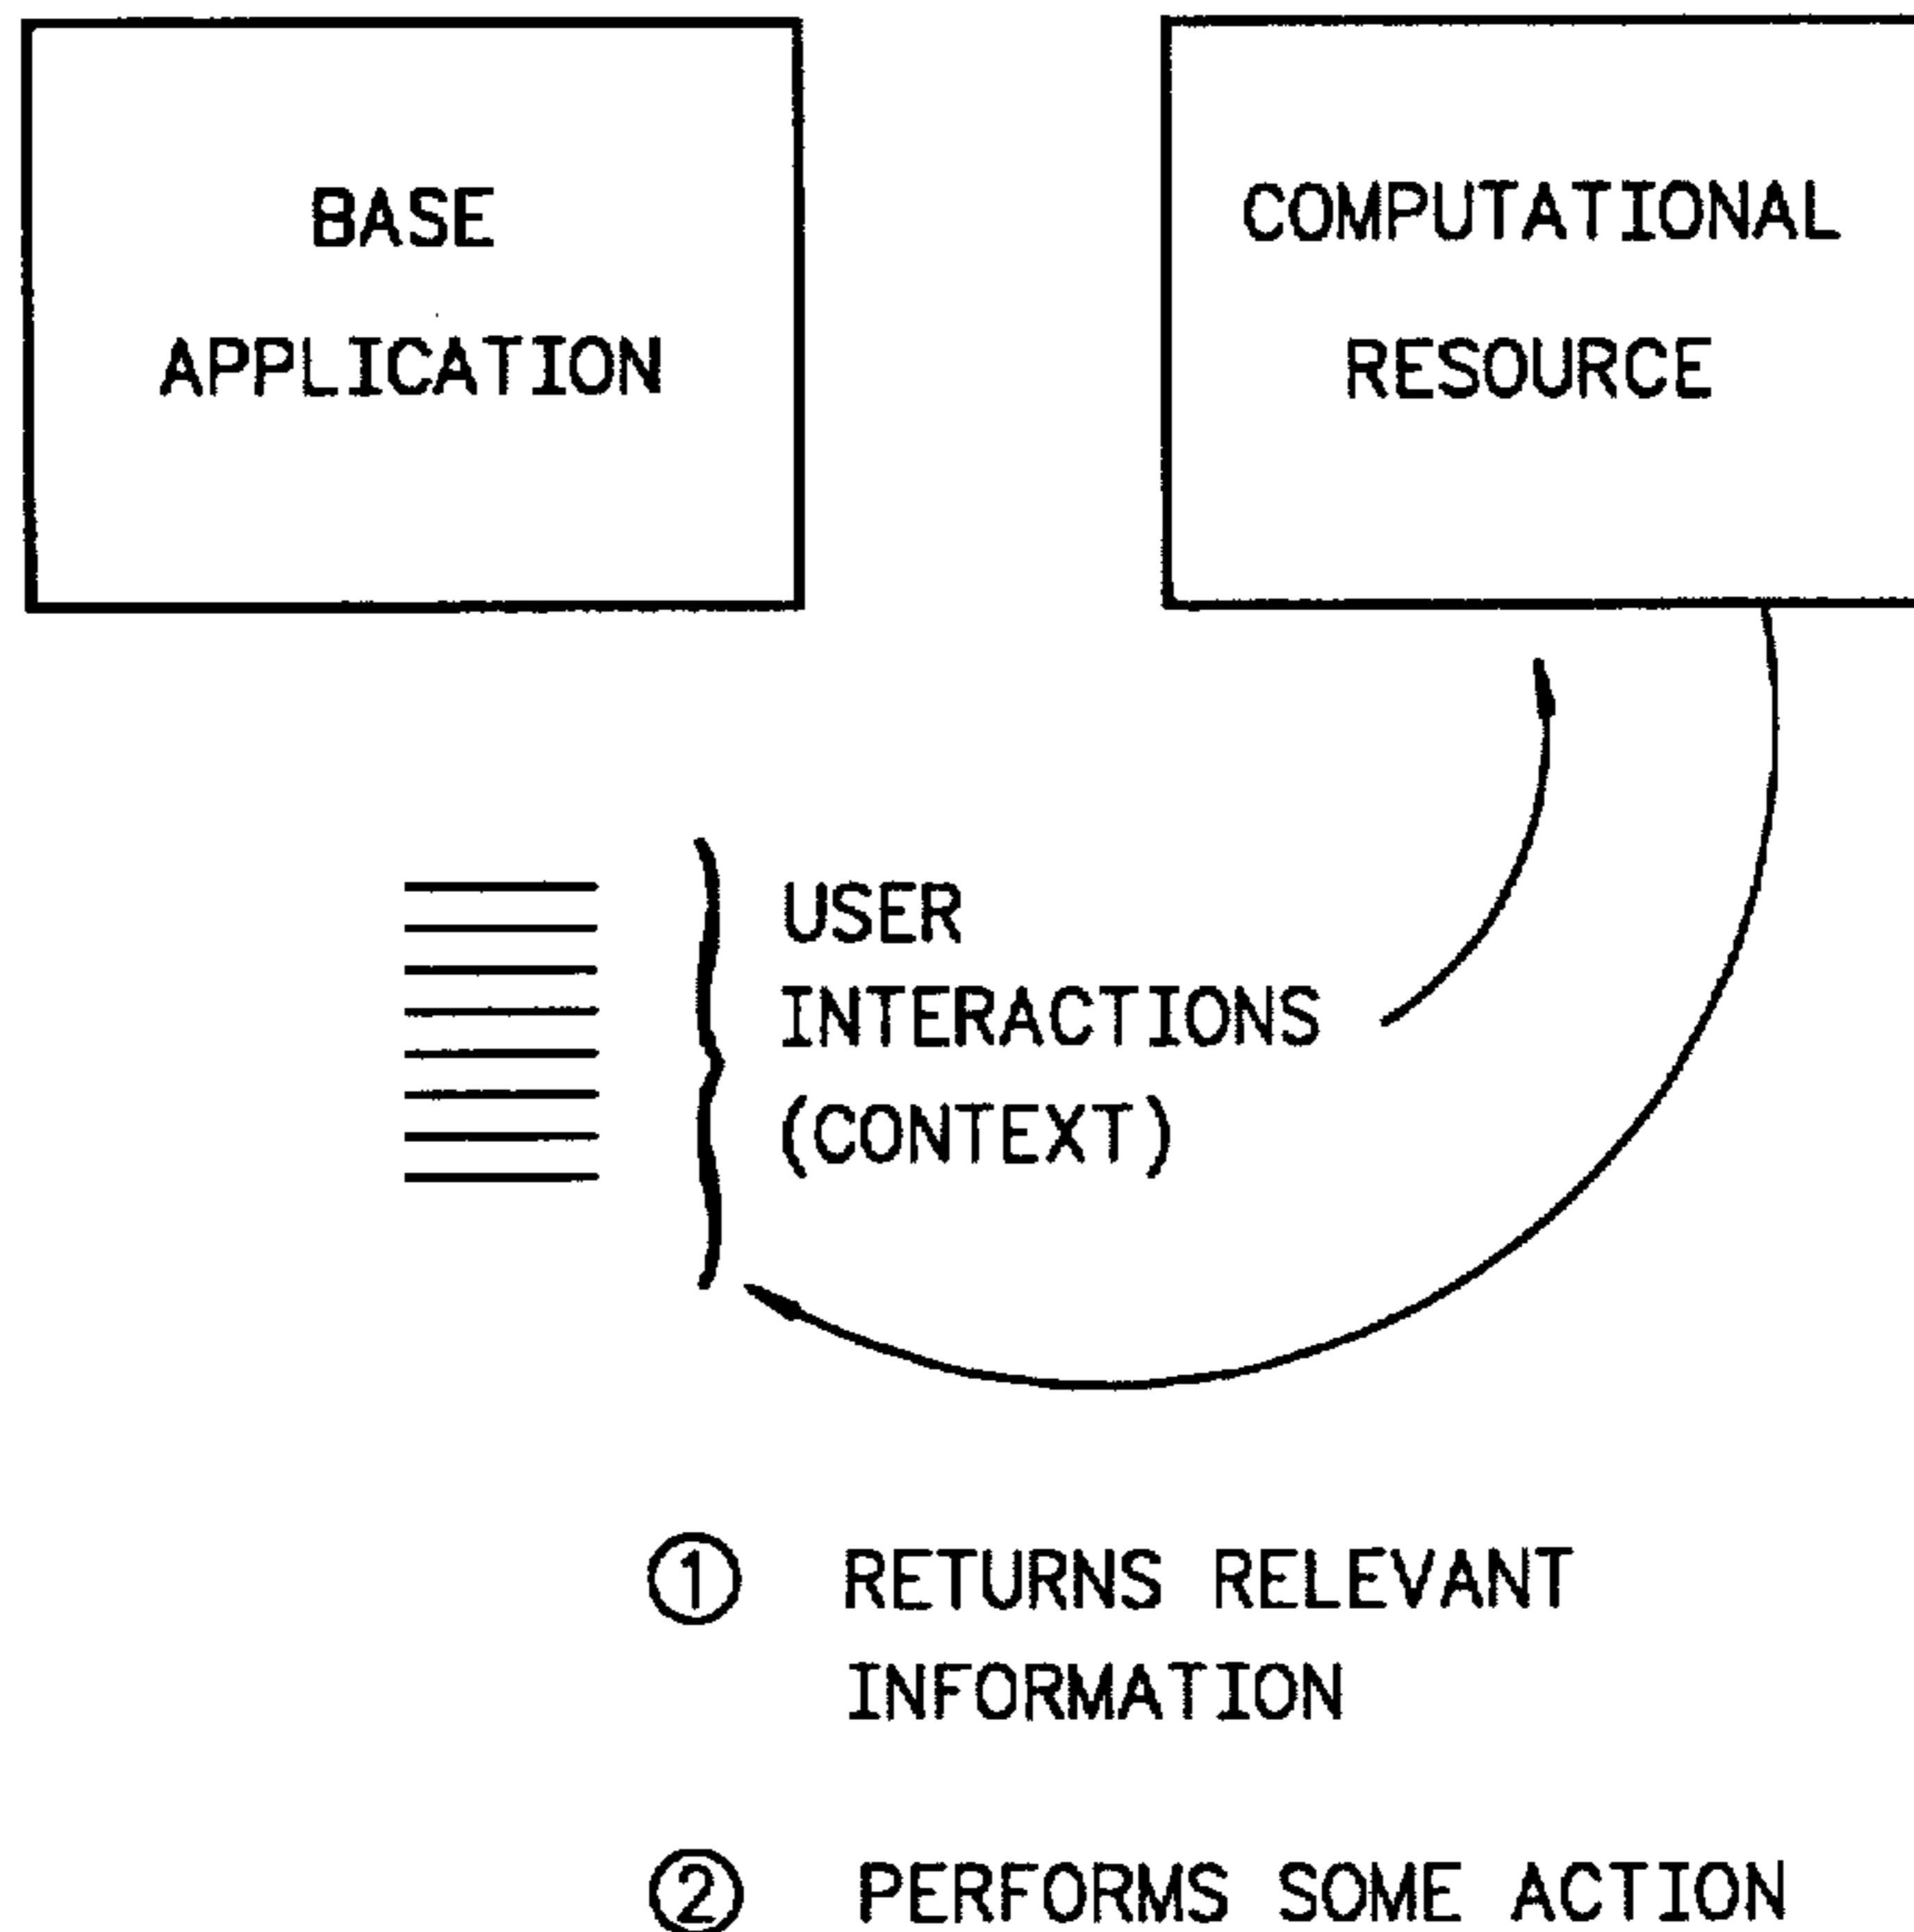 BASE
APPLICATION
COMPUTATIONAL
RESOURCE
USER
INTERACTIONS
(CONTEXT)
① RETURNS RELEVANT
INFORMATION
② PERFORMS SOME ACTION